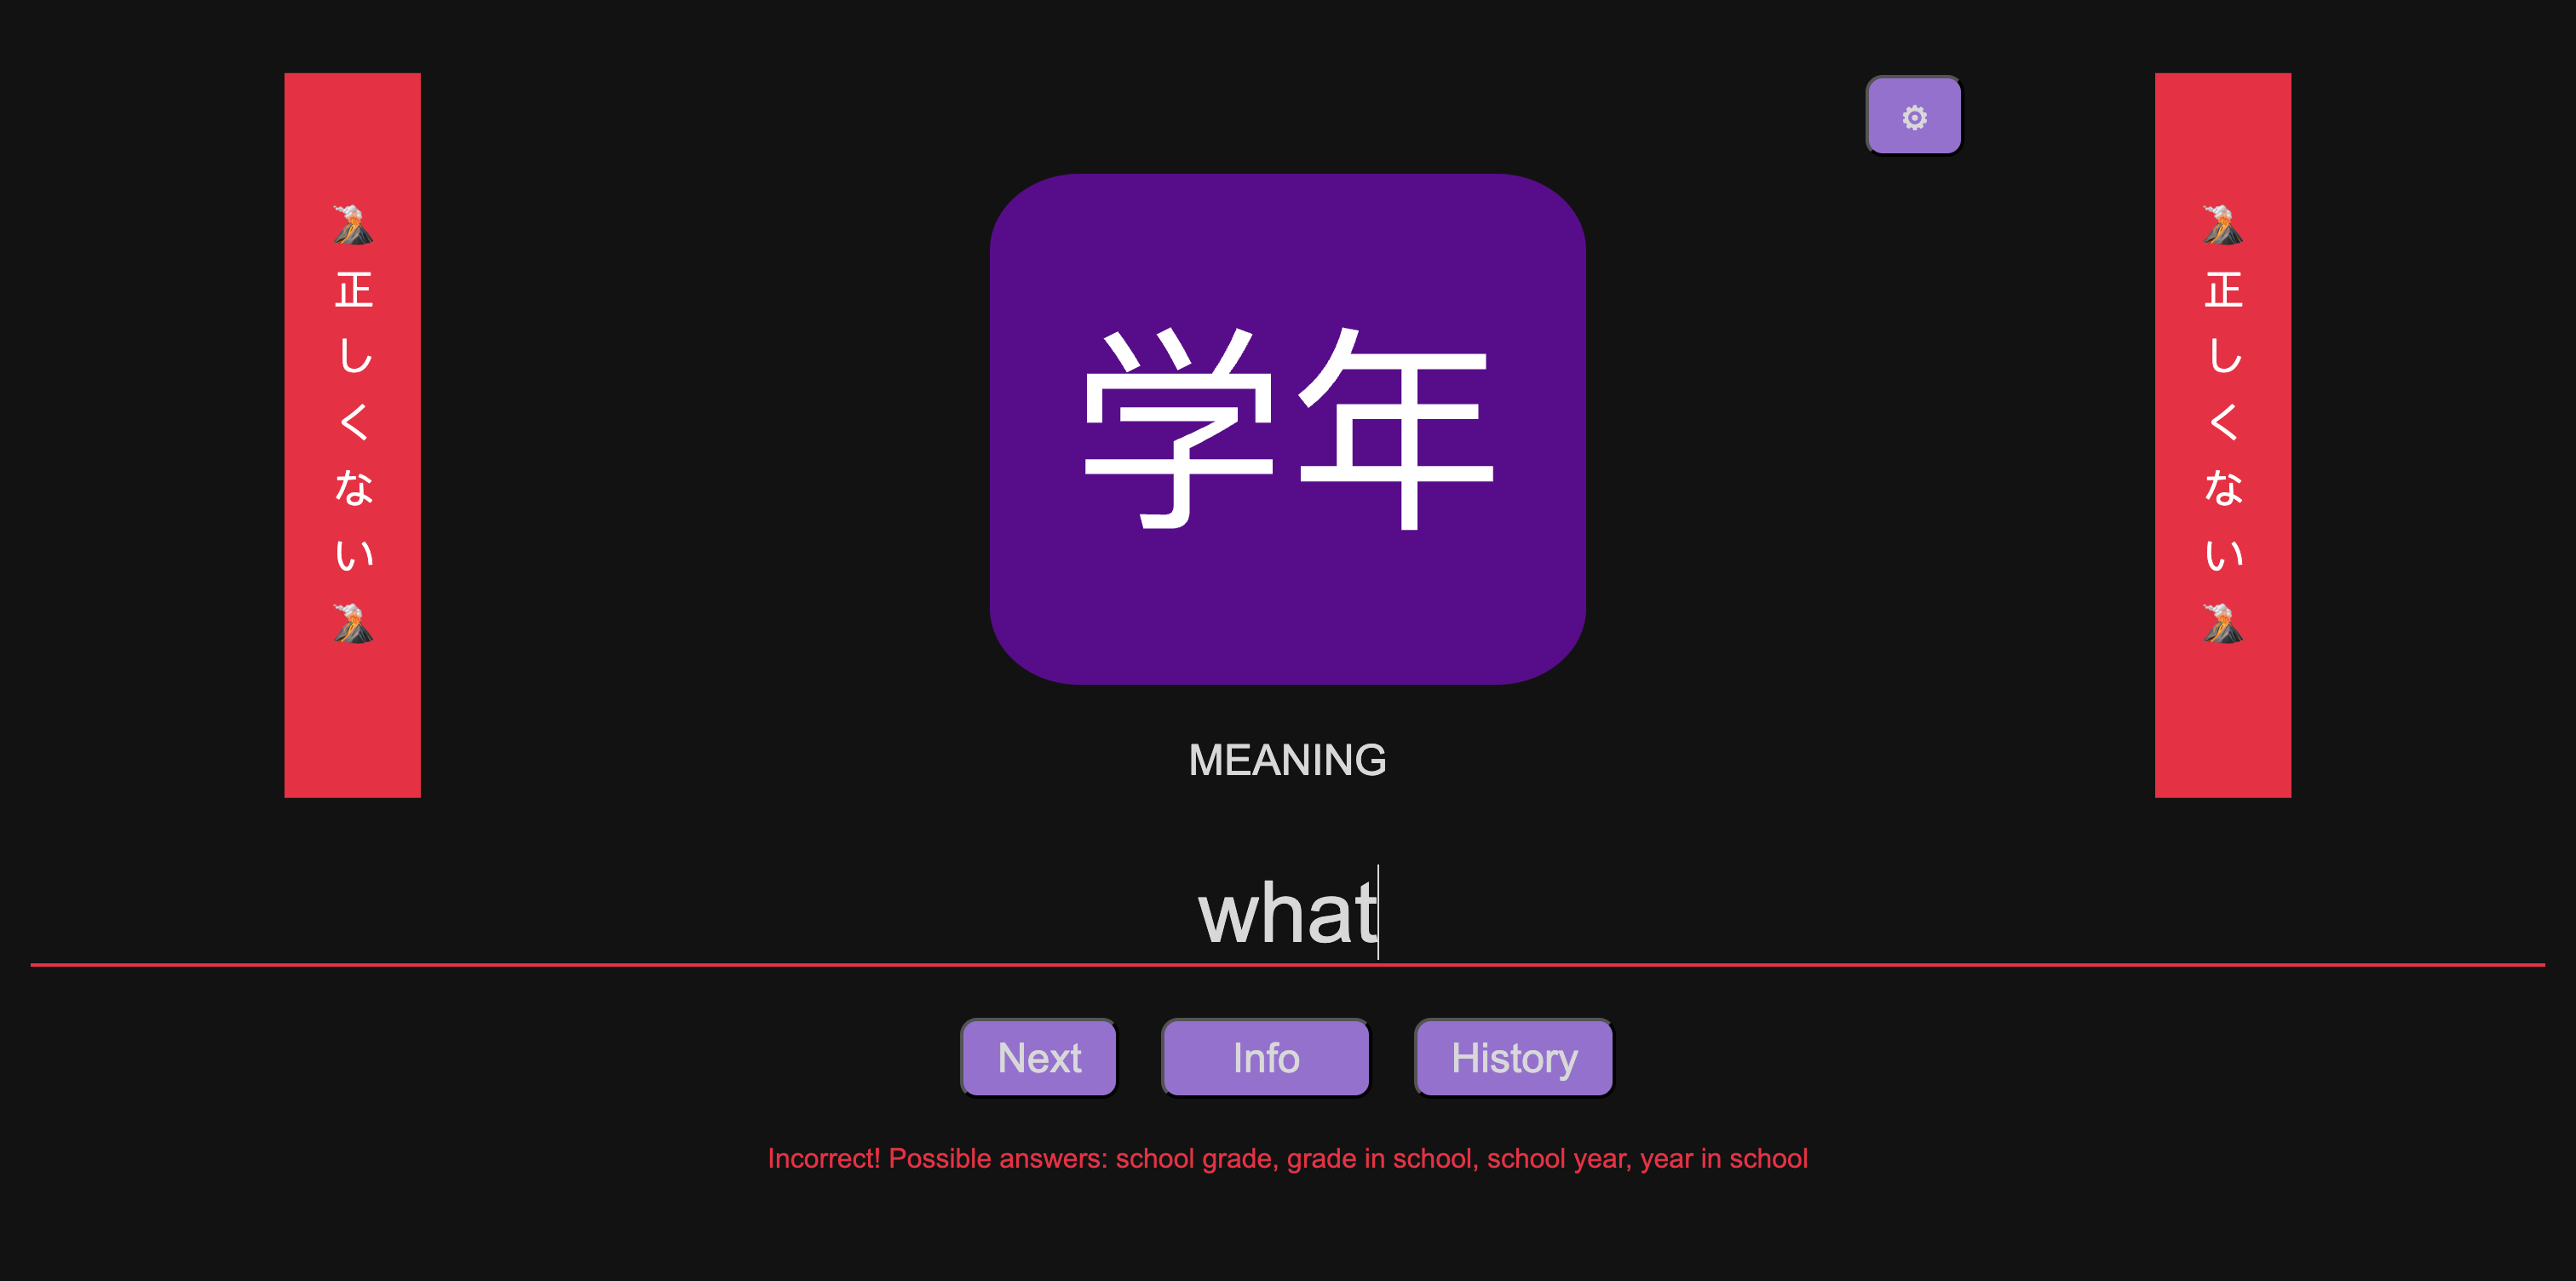 ⚙
🌋正しくない🌋
学年
🌋正しくない🌋
MEANING
what
Next
Info
History
Incorrect! Possible answers: school grade, grade in school, school year, year in school